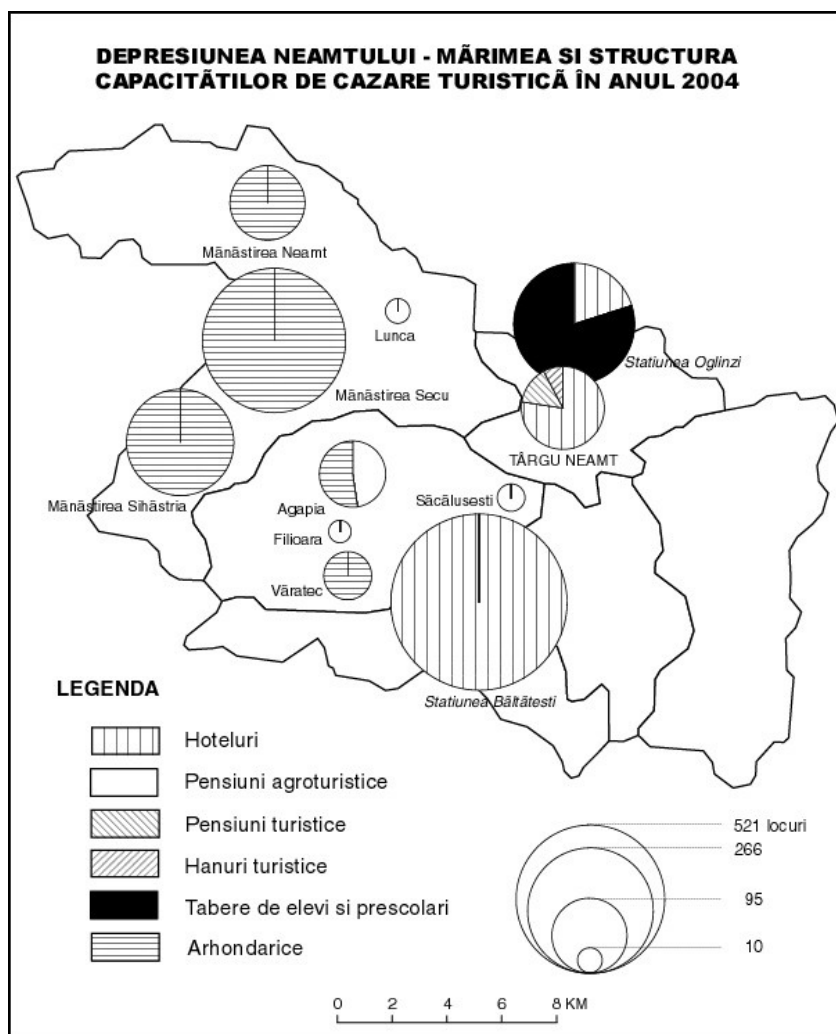 DEPRESIUNEA NEAMTULUI - MÃRIMEA SI STRUCTURA
CAPACITÃTILOR DE CAZARE TURISTICÃ ÎN ANUL 2004
Mãnãstirea Neamt
Lunca
Statiunea Oglinzi
Mãnãstirea Secu
TÂRGU NEAMT
Mãnãstirea Sihãstria
Agapia
Sãcãlusesti
Filioara
Vãratec
Statiunea Bãltãtesti
LEGENDA
Hoteluri
Pensiuni agroturistice
Pensiuni turistice
Hanuri turistice
Tabere de elevi si prescolari
Arhondarice
521 locuri
266
95
10
0 2 4 6 8 KM